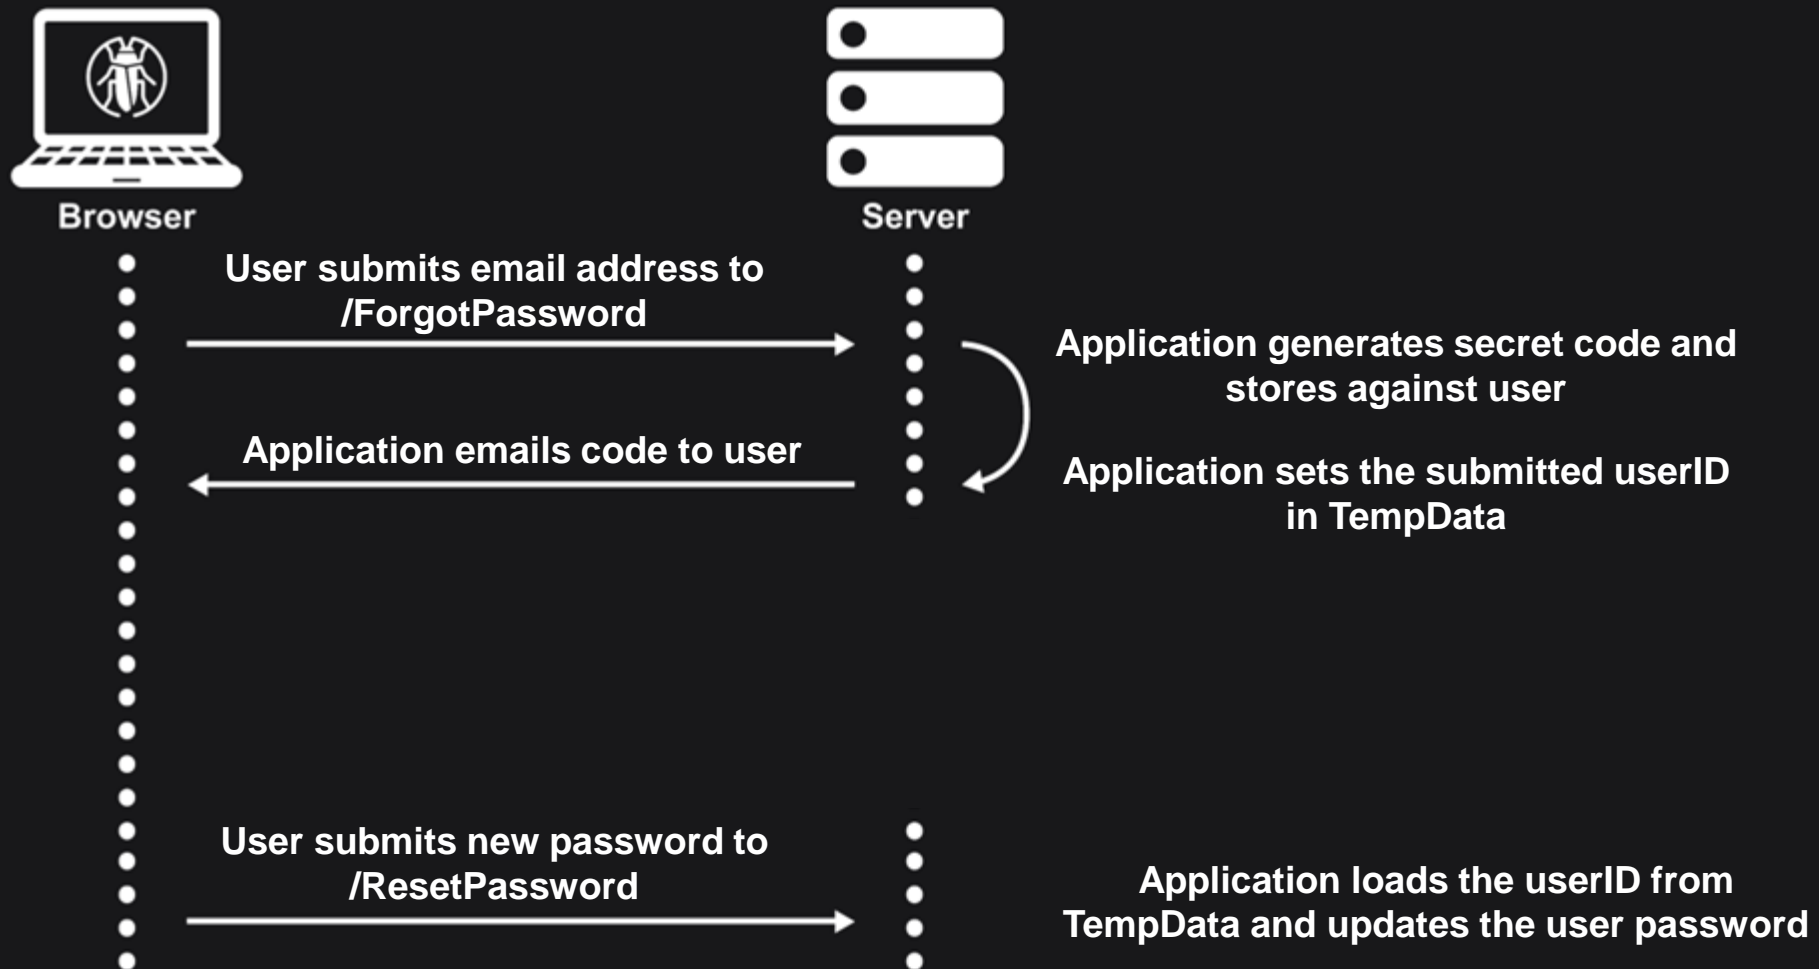 Browser
Server
User submits email address to
/ForgotPassword
Application generates secret code and
stores against user
Application emails code to user
Application sets the submitted userID
in TempData
User submits new password to
/ResetPassword
Application loads the userID from
TempData and updates the user password